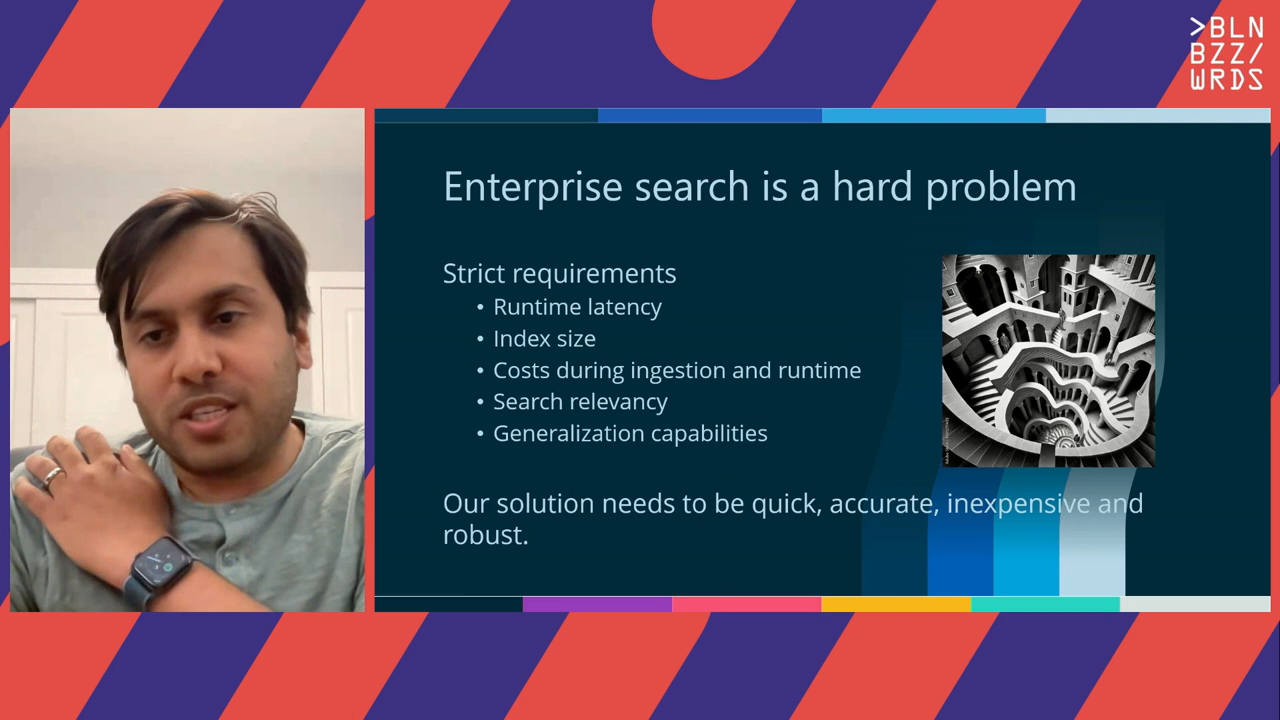 >BLN
BZZ/
WRDS
Enterprise search is a hard problem
Strict requirements
• Runtime latency
• Index size
• Costs during ingestion and runtime
• Search relevancy
• Generalization capabilities
Our solution needs to be quick, accurate, inexpensive and
robust.